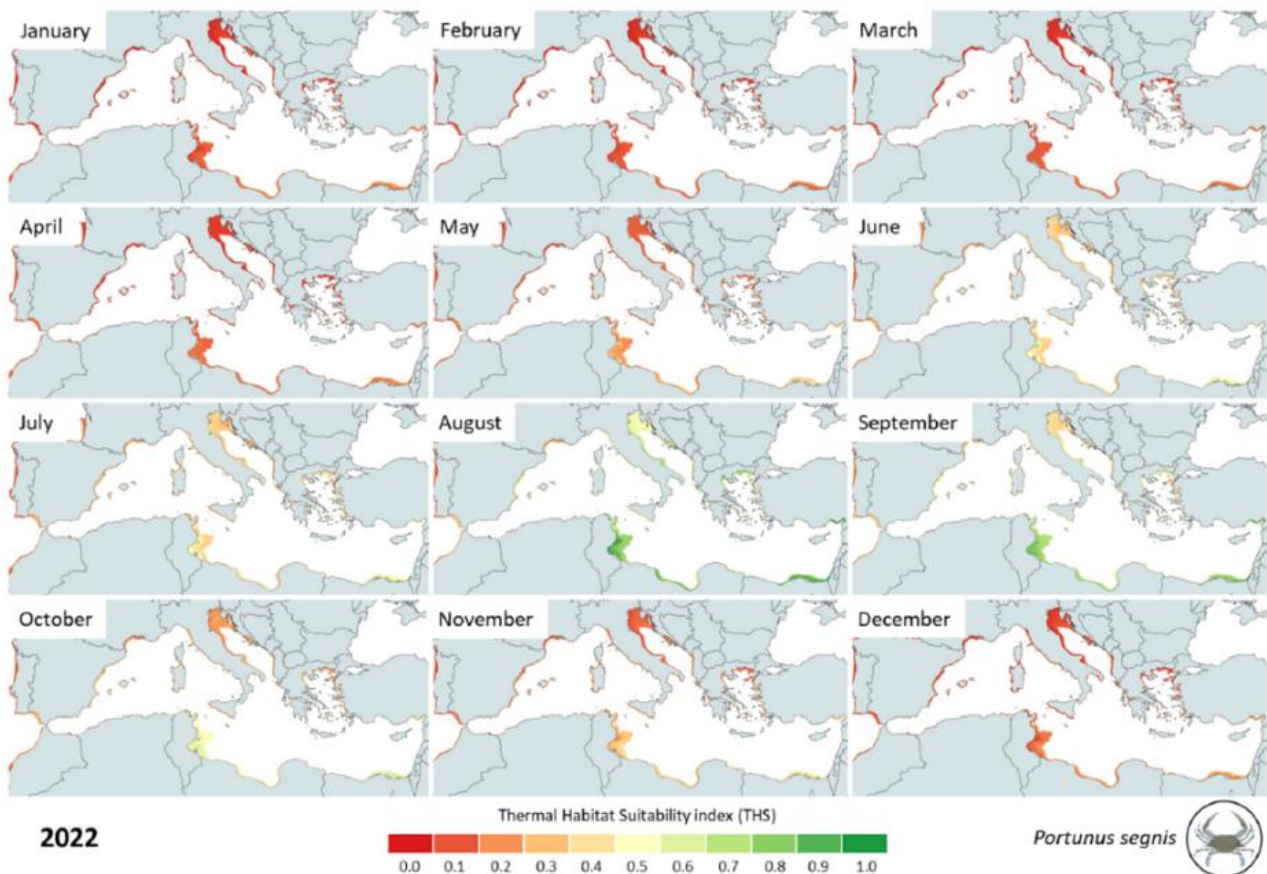 January
February
March
April
May
June
July
August
September
October
November
December
Thermal Habitat Suitability index (THS)
2022
0.0 0.1 0.2 0.3 0.4 0.5 0.6 0.7 0.8 0.9 1.0
Portunus segnis